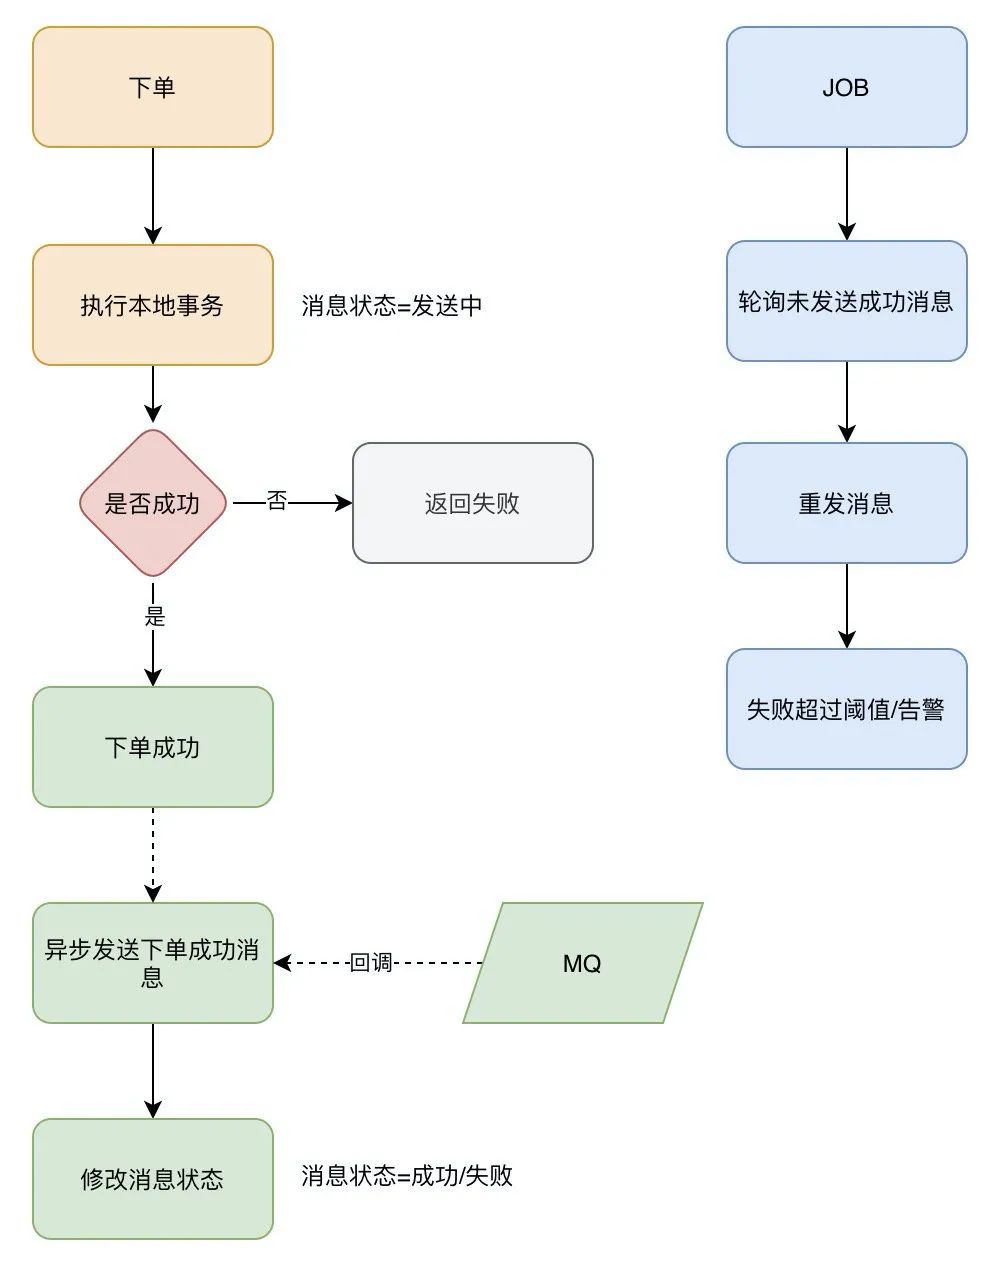 下单
JOB
执行本地事务
消息状态=发送中
轮询未发送成功消息
是否成功
否
返回失败
重发消息
是
下单成功
失败超过阈值/告警
异步发送下单成功消
息
回调
MQ
修改消息状态
消息状态=成功/失败